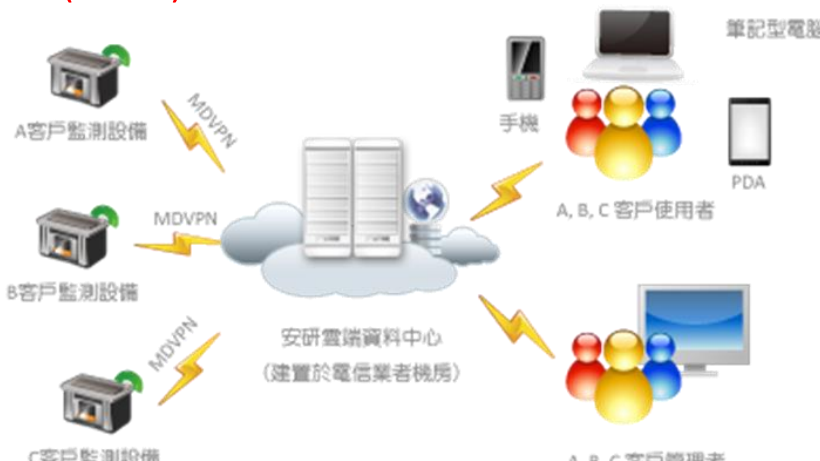 筆記型電腦
手機
A客戶監測設備
MDVPN
PDA
A, B, C 客戶使用者
MDVPN
B客戶監測設備
安研雲端資料中心
(建置於電信業者機房)
MDVPN
C客戶監測設備
A, B, C 客戶管理者